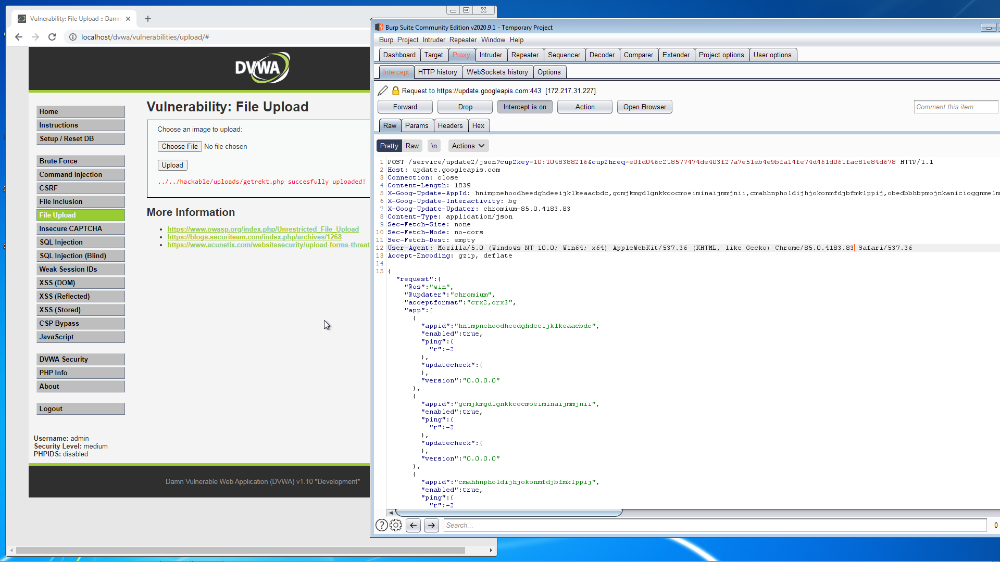 Vulnerability: File Upload :: Damn
localhost/dvwa/vulnerabilities/upload/#
DVWA
Home
Instructions
Setup / Reset DB
Brute Force
Command Injection
CSRF
File Inclusion
File Upload
Insecure CAPTCHA
SQL Injection
SQL Injection (Blind)
Weak Session IDs
XSS (DOM)
XSS (Reflected)
XSS (Stored)
CSP Bypass
JavaScript
DVWA Security
PHP Info
About
Logout
Username: admin
Security Level: medium
PHPIDS: disabled
Vulnerability: File Upload
Choose an image to upload:
Choose File No file chosen
Upload
../../hackable/uploads/getrekt.php succesfully uploaded!
More Information
https://www.owasp.org/index.php/Unrestricted_File_Upload
https://blogs.securiteam.com/index.php/archives/1268
https://www.acunetix.com/websitesecurity/upload-forms-threat
Damn Vulnerable Web Application (DVWA) v1.10 *Development*
Burp Suite Community Edition v2020.9.1 - Temporary Project
Burp Project Intruder Repeater Window Help
Dashboard Target Proxy Intruder Repeater Sequencer Decoder Comparer Extender Project options User options
Intercept HTTP history WebSockets history Options
Request to https://update.googleapis.com:443 [172.217.31.227]
Forward Drop Intercept is on Action Open Browser Comment this item
Raw Params Headers Hex
Pretty Raw \n Actions
1 POST /service/update2/json?cup2key=10:1048388216&cup2hreq=e0fd046c218577474de403f27a7e51eb4e9bfa14fe74d461d061fac81e84d678 HTTP/1.1
2 Host: update.googleapis.com
3 Connection: close
4 Content-Length: 1839
5 X-Goog-Update-AppId: hnimpnehoodheedghdeeijklkeaacbdc,gcmjkmgdlgnkkcocmoeiminaijmmjnii,cmahhnpholdijhjokonmfdjbfmklppij,obedbbhbpmojnkanicioggnmelm
6 X-Goog-Update-Interactivity: bg
7 X-Goog-Update-Updater: chromium-85.0.4183.83
8 Content-Type: application/json
9 Sec-Fetch-Site: none
10 Sec-Fetch-Mode: no-cors
11 Sec-Fetch-Dest: empty
12 User-Agent: Mozilla/5.0 (Windows NT 10.0; Win64; x64) AppleWebKit/537.36 (KHTML, like Gecko) Chrome/85.0.4183.83 Safari/537.36
13 Accept-Encoding: gzip, deflate
14
15 {
"request":{
"@os":"win",
"@updater":"chromium",
"acceptformat":"crx2,crx3",
"app":[
{
"appid":"hnimpnehoodheedghdeeijklkeaacbdc",
"enabled":true,
"ping":{
"r":-2
},
"updatecheck":{
},
"version":"0.0.0.0"
},
{
"appid":"gcmjkmgdlgnkkcocmoeiminaijmmjnii",
"enabled":true,
"ping":{
"r":-2
},
"updatecheck":{
},
"version":"0.0.0.0"
},
{
"appid":"cmahhnpholdijhjokonmfdjbfmklppij",
"enabled":true,
"ping":{
"r":-2
Search...
0